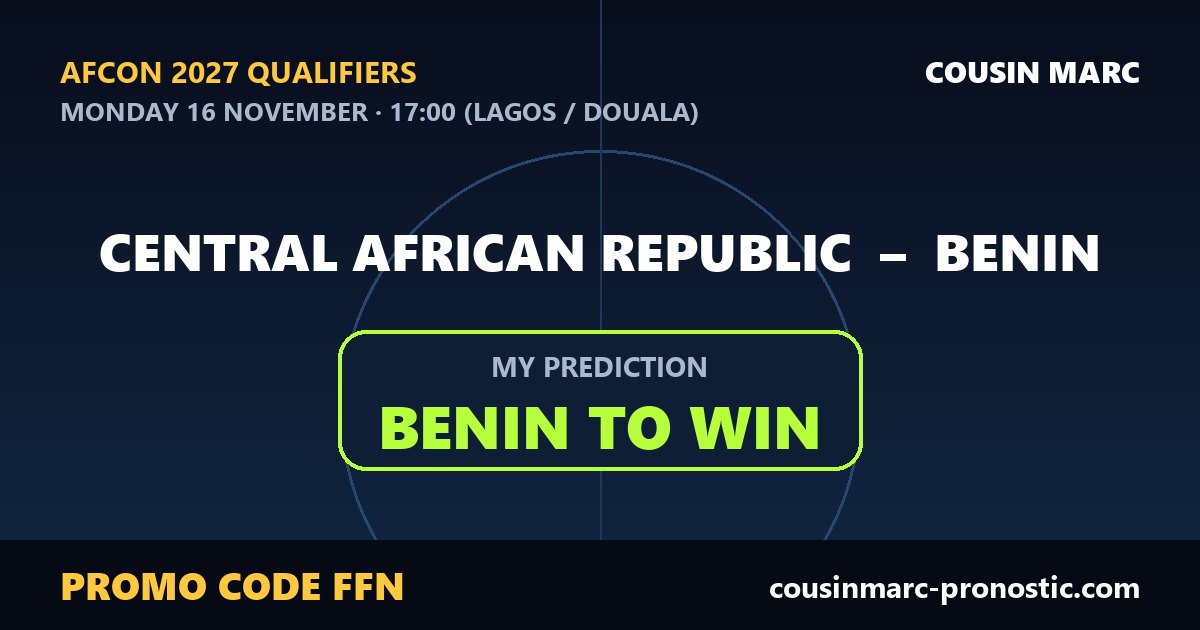 AFCON 2027 QUALIFIERS
COUSIN MARC
MONDAY 16 NOVEMBER · 17:00 (LAGOS / DOUALA)
CENTRAL AFRICAN REPUBLIC – BENIN
MY PREDICTION
BENIN TO WIN
PROMO CODE FFN
cousinmarc-pronostic.com